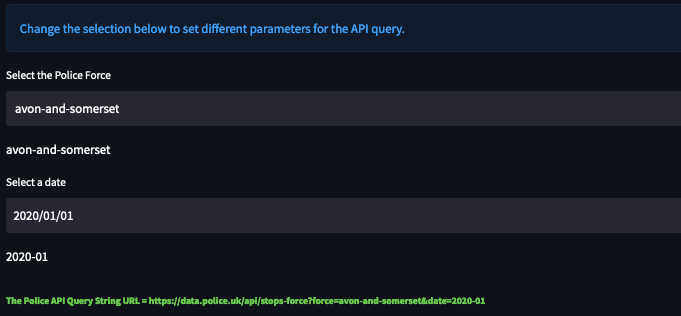 Change the selection below to set different parameters for the API query.
Select the Police Force
avon-and-somerset
avon-and-somerset
Select a date
2020/01/01
2020-01
The Police API Query String URL = https://data.police.uk/api/stops-force?force=avon-and-somerset&date=2020-01